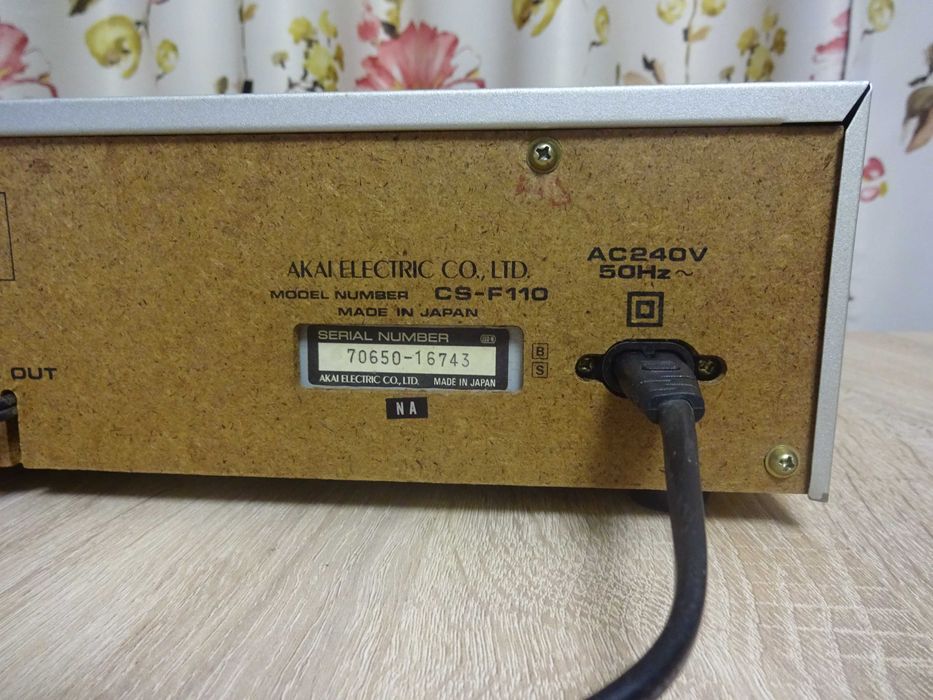 AKAI ELECTRIC CO., LTD.
MODEL NUMBER CS-F110
MADE IN JAPAN
SERIAL NUMBER
70650-16743
AKAI ELECTRIC CO., LTD. MADE IN JAPAN
B
S
NA
AC240V
50Hz~
OUT